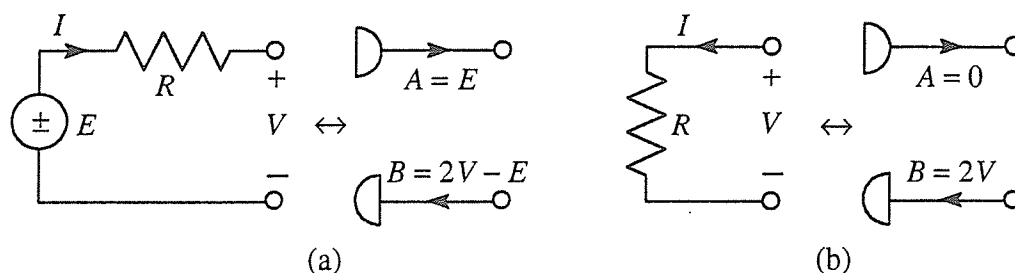 I I
R A = E A = 0
+ +
± E V ↔ R V ↔
− B = 2V − E − B = 2V
(a) (b)